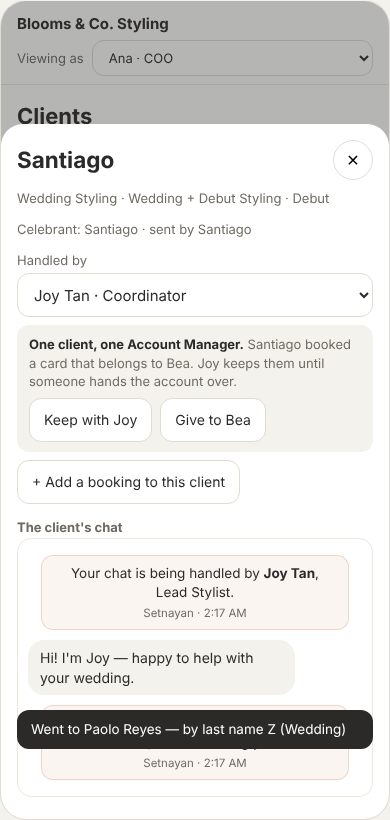 Blooms & Co. Styling
Viewing as
Ana · COO
Clients
Santiago
×
Wedding Styling · Wedding + Debut Styling · Debut
Celebrant: Santiago · sent by Santiago
Handled by
Joy Tan · Coordinator
One client, one Account Manager. Santiago booked
a card that belongs to Bea. Joy keeps them until
someone hands the account over.
Keep with Joy
Give to Bea
+ Add a booking to this client
The client's chat
Your chat is being handled by Joy Tan,
Lead Stylist.
Setnayan · 2:17 AM
Hi! I'm Joy — happy to help with
your wedding.
Went to Paolo Reyes — by last name Z (Wedding)
Setnayan · 2:17 AM